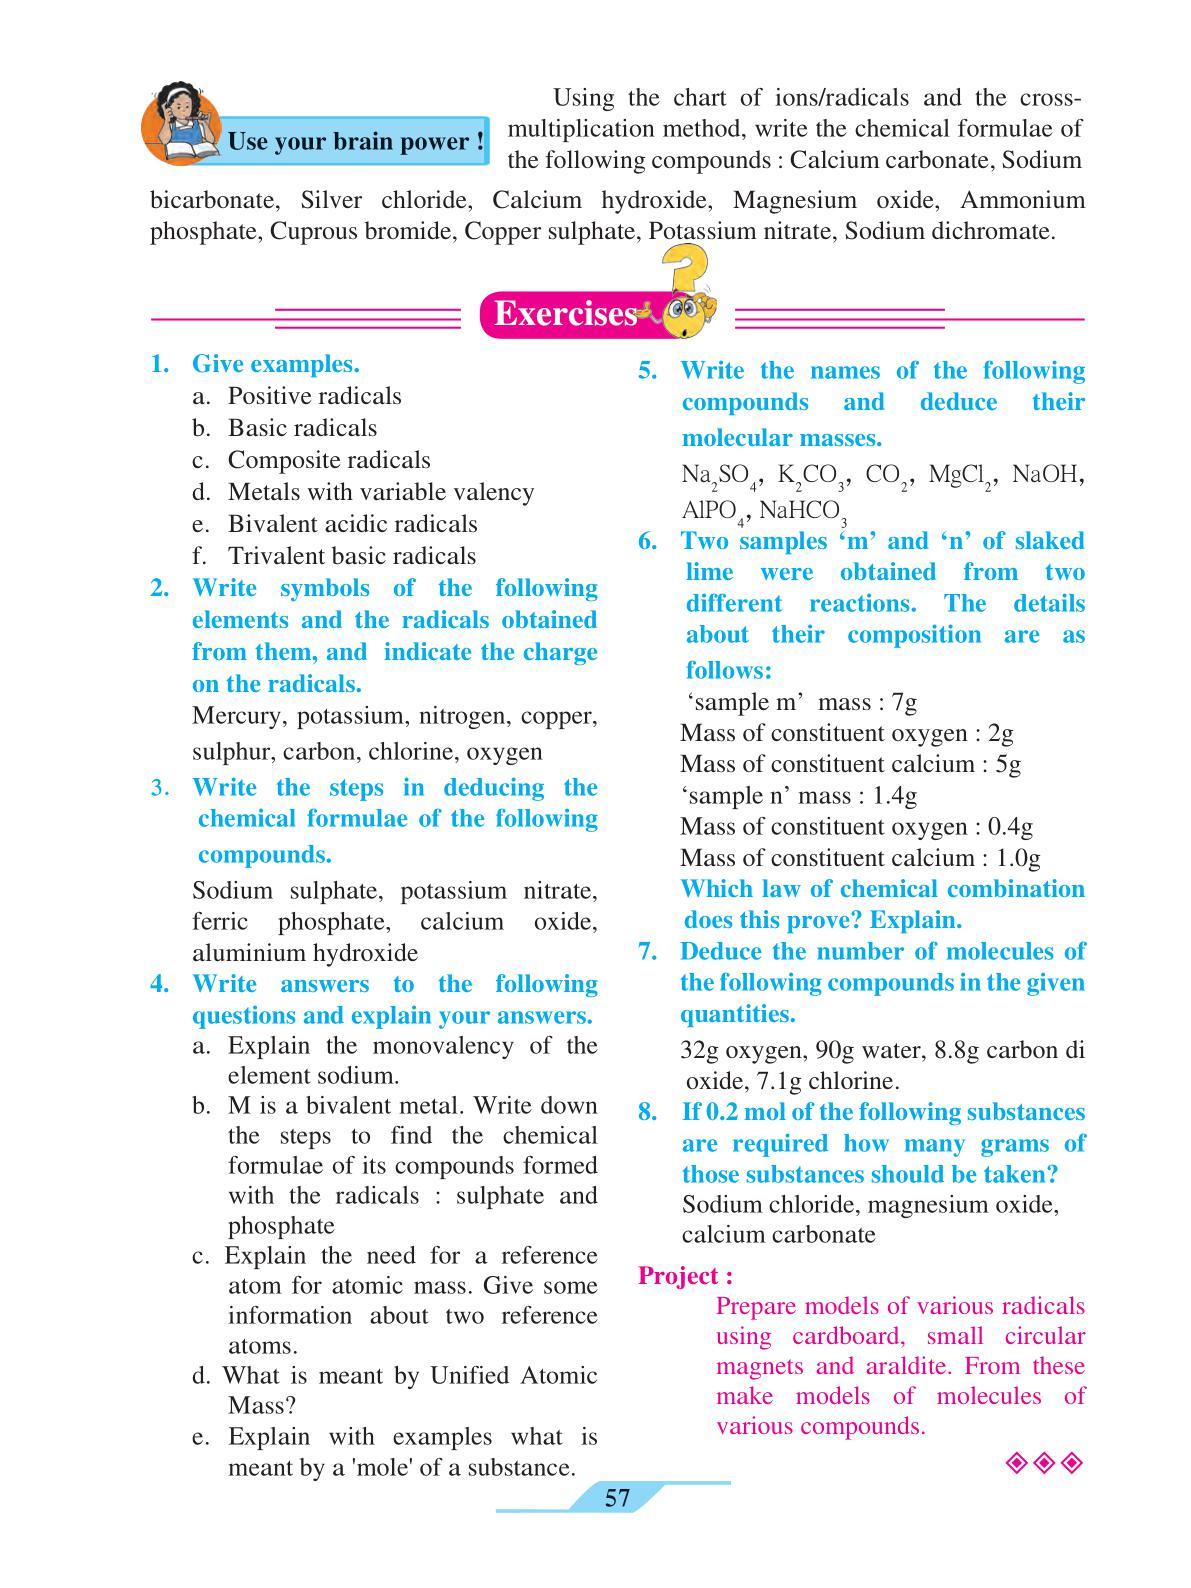 Using the chart of ions/radicals and the cross-
Use your brain power !
multiplication method, write the chemical formulae of
the following compounds : Calcium carbonate, Sodium
bicarbonate, Silver chloride, Calcium hydroxide, Magnesium oxide, Ammonium
phosphate, Cuprous bromide, Copper sulphate, Potassium nitrate, Sodium dichromate.
Exercises
1. Give examples.
a. Positive radicals
b. Basic radicals
c. Composite radicals
d. Metals with variable valency
e. Bivalent acidic radicals
f. Trivalent basic radicals
2. Write symbols of the following
elements and the radicals obtained
from them, and indicate the charge
on the radicals.
Mercury, potassium, nitrogen, copper,
sulphur, carbon, chlorine, oxygen
3. Write the steps in deducing the
chemical formulae of the following
compounds.
Sodium sulphate, potassium nitrate,
ferric phosphate, calcium oxide,
aluminium hydroxide
4. Write answers to the following
questions and explain your answers.
a. Explain the monovalency of the
element sodium.
b. M is a bivalent metal. Write down
the steps to find the chemical
formulae of its compounds formed
with the radicals : sulphate and
phosphate
c. Explain the need for a reference
atom for atomic mass. Give some
information about two reference
atoms.
d. What is meant by Unified Atomic
Mass?
e. Explain with examples what is
meant by a 'mole' of a substance.
5. Write the names of the following
compounds and deduce their
molecular masses.
Na₂SO₄, K₂CO₃, CO₂, MgCl₂, NaOH,
AlPO₄, NaHCO₃
6. Two samples ‘m’ and ‘n’ of slaked
lime were obtained from two
different reactions. The details
about their composition are as
follows:
‘sample m’ mass : 7g
Mass of constituent oxygen : 2g
Mass of constituent calcium : 5g
‘sample n’ mass : 1.4g
Mass of constituent oxygen : 0.4g
Mass of constituent calcium : 1.0g
Which law of chemical combination
does this prove? Explain.
7. Deduce the number of molecules of
the following compounds in the given
quantities.
32g oxygen, 90g water, 8.8g carbon di
oxide, 7.1g chlorine.
8. If 0.2 mol of the following substances
are required how many grams of
those substances should be taken?
Sodium chloride, magnesium oxide,
calcium carbonate
Project :
Prepare models of various radicals
using cardboard, small circular
magnets and araldite. From these
make models of molecules of
various compounds.
57